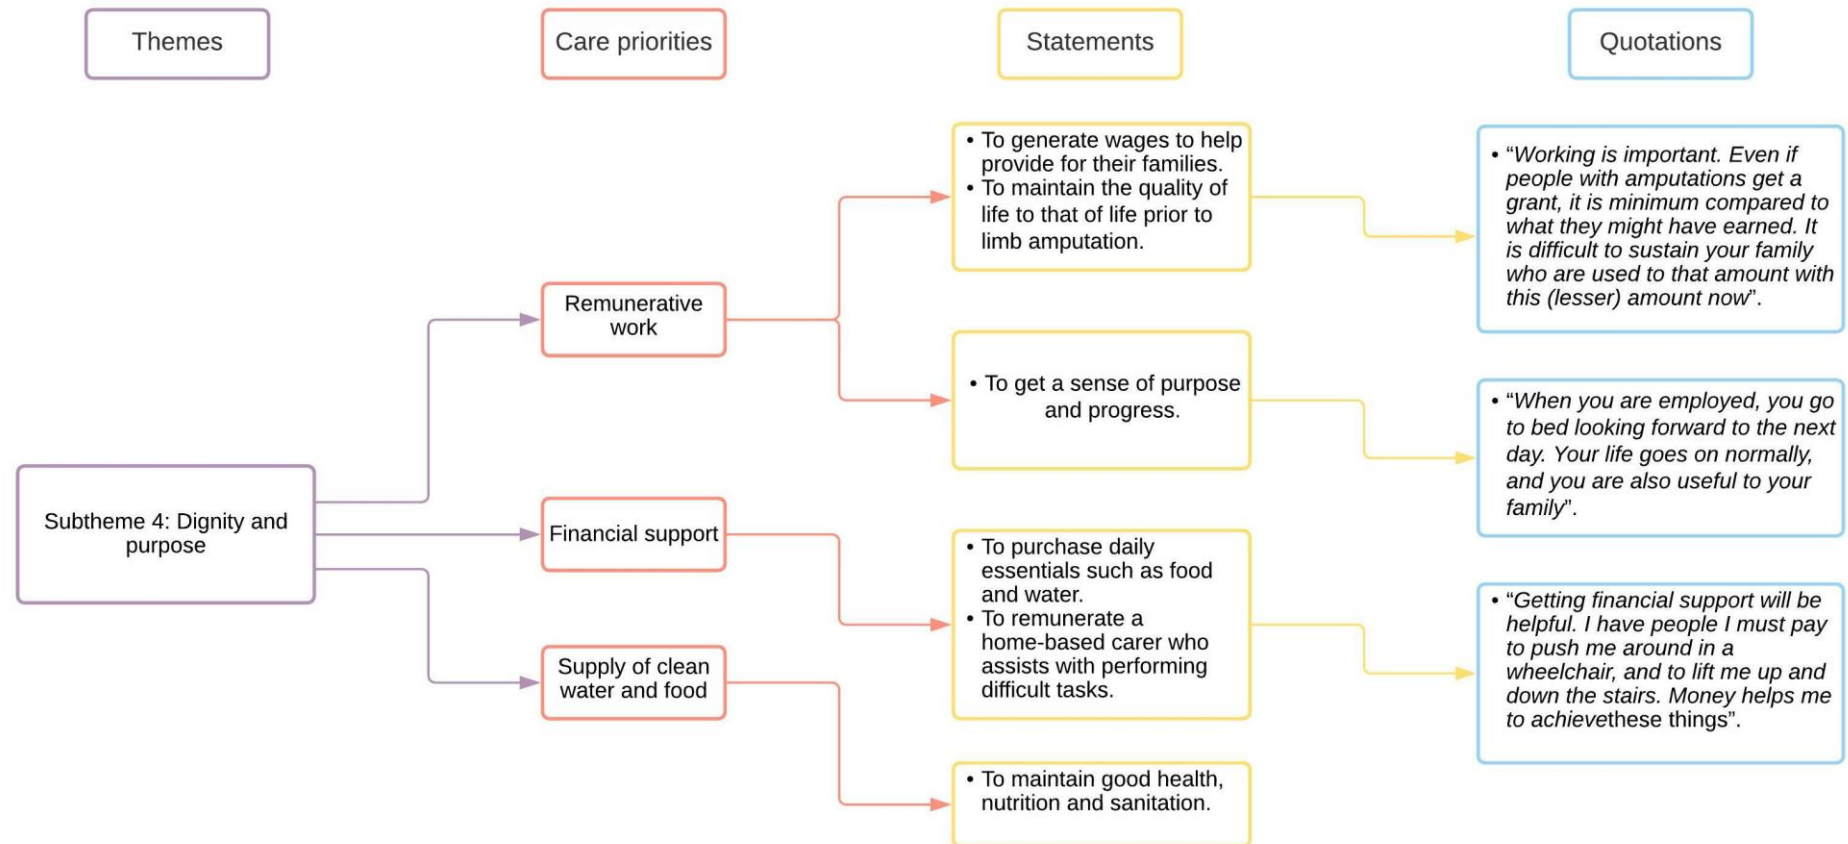 Themes
Care priorities
Statements
Quotations
Subtheme 4: Dignity and
purpose
Remunerative
work
Financial support
Supply of clean
water and food
• To generate wages to help
provide for their families.
• To maintain the quality of
life to that of life prior to
limb amputation.
• To get a sense of purpose
and progress.
• To purchase daily
essentials such as food
and water.
• To remunerate a
home-based carer who
assists with performing
difficult tasks.
• To maintain good health,
nutrition and sanitation.
• “Working is important. Even if
people with amputations get a
grant, it is minimum compared to
what they might have earned. It
is difficult to sustain your family
who are used to that amount with
this (lesser) amount now”.
• “When you are employed, you go
to bed looking forward to the next
day. Your life goes on normally,
and you are also useful to your
family”.
• “Getting financial support will be
helpful. I have people I must pay
to push me around in a
wheelchair, and to lift me up and
down the stairs. Money helps me
to achievethese things”.